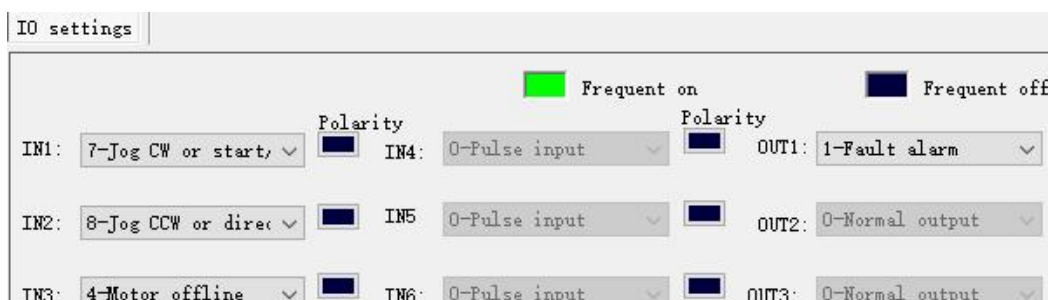 IO settings
Frequent on
Frequent off
Polarity
Polarity
IN1: 7-Jog CW or start/
IN4: 0-Pulse input
OUT1: 1-Fault alarm
IN2: 8-Jog CCW or direc
IN5 0-Pulse input
OUT2: 0-Normal output
IN3: 4-Motor offline
IN6: 0-Pulse input
OUT3: 0-Normal output